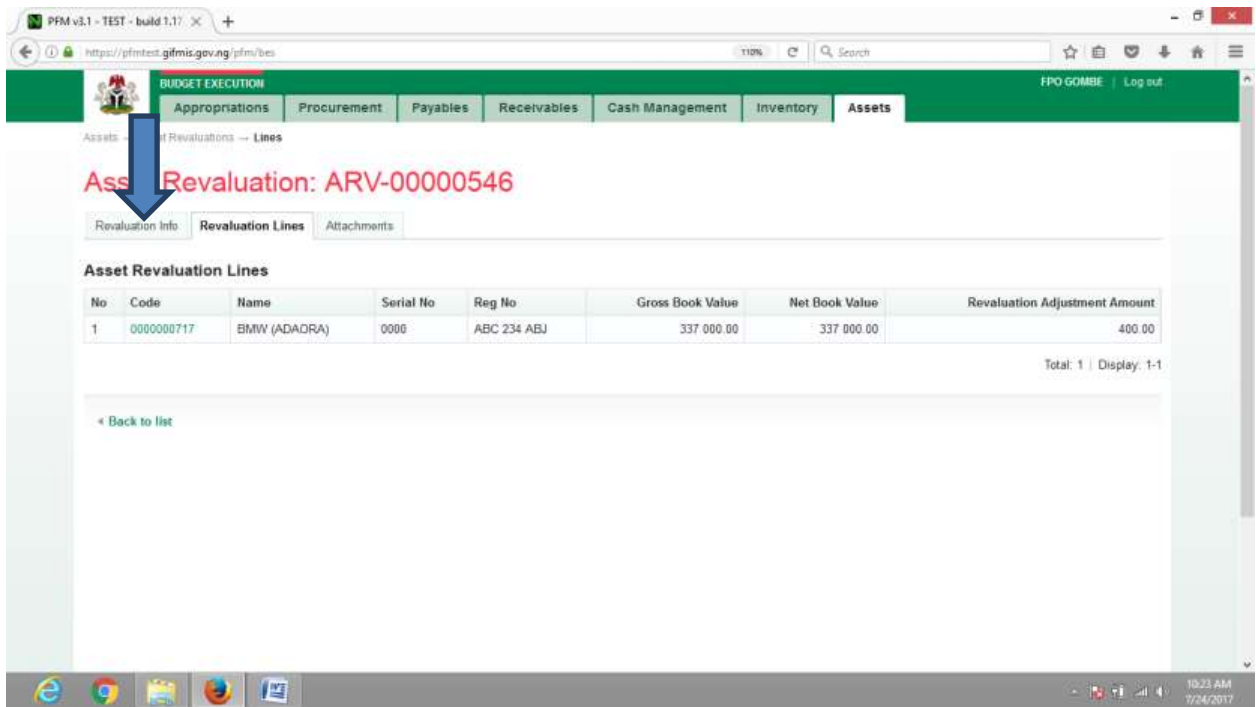 PFM v3.1 - TEST - build 1.17
https://pfmtest.gifmis.gov.ng/pfm/bes 110% Search
BUDGET EXECUTION FPO GOMBE | Log out
Appropriations Procurement Payables Receivables Cash Management Inventory Assets
Assets Revaluations → Lines
Revaluation: ARV-00000546
Revaluation Info Revaluation Lines Attachments
Asset Revaluation Lines
No Code Name Serial No Reg No Gross Book Value Net Book Value Revaluation Adjustment Amount
1 0000000717 BMW (ADAORA) 0000 ABC 234 ABJ 337 000.00 337 000.00 400.00
Total: 1 | Display: 1-1
« Back to list
10:23 AM
7/24/2017